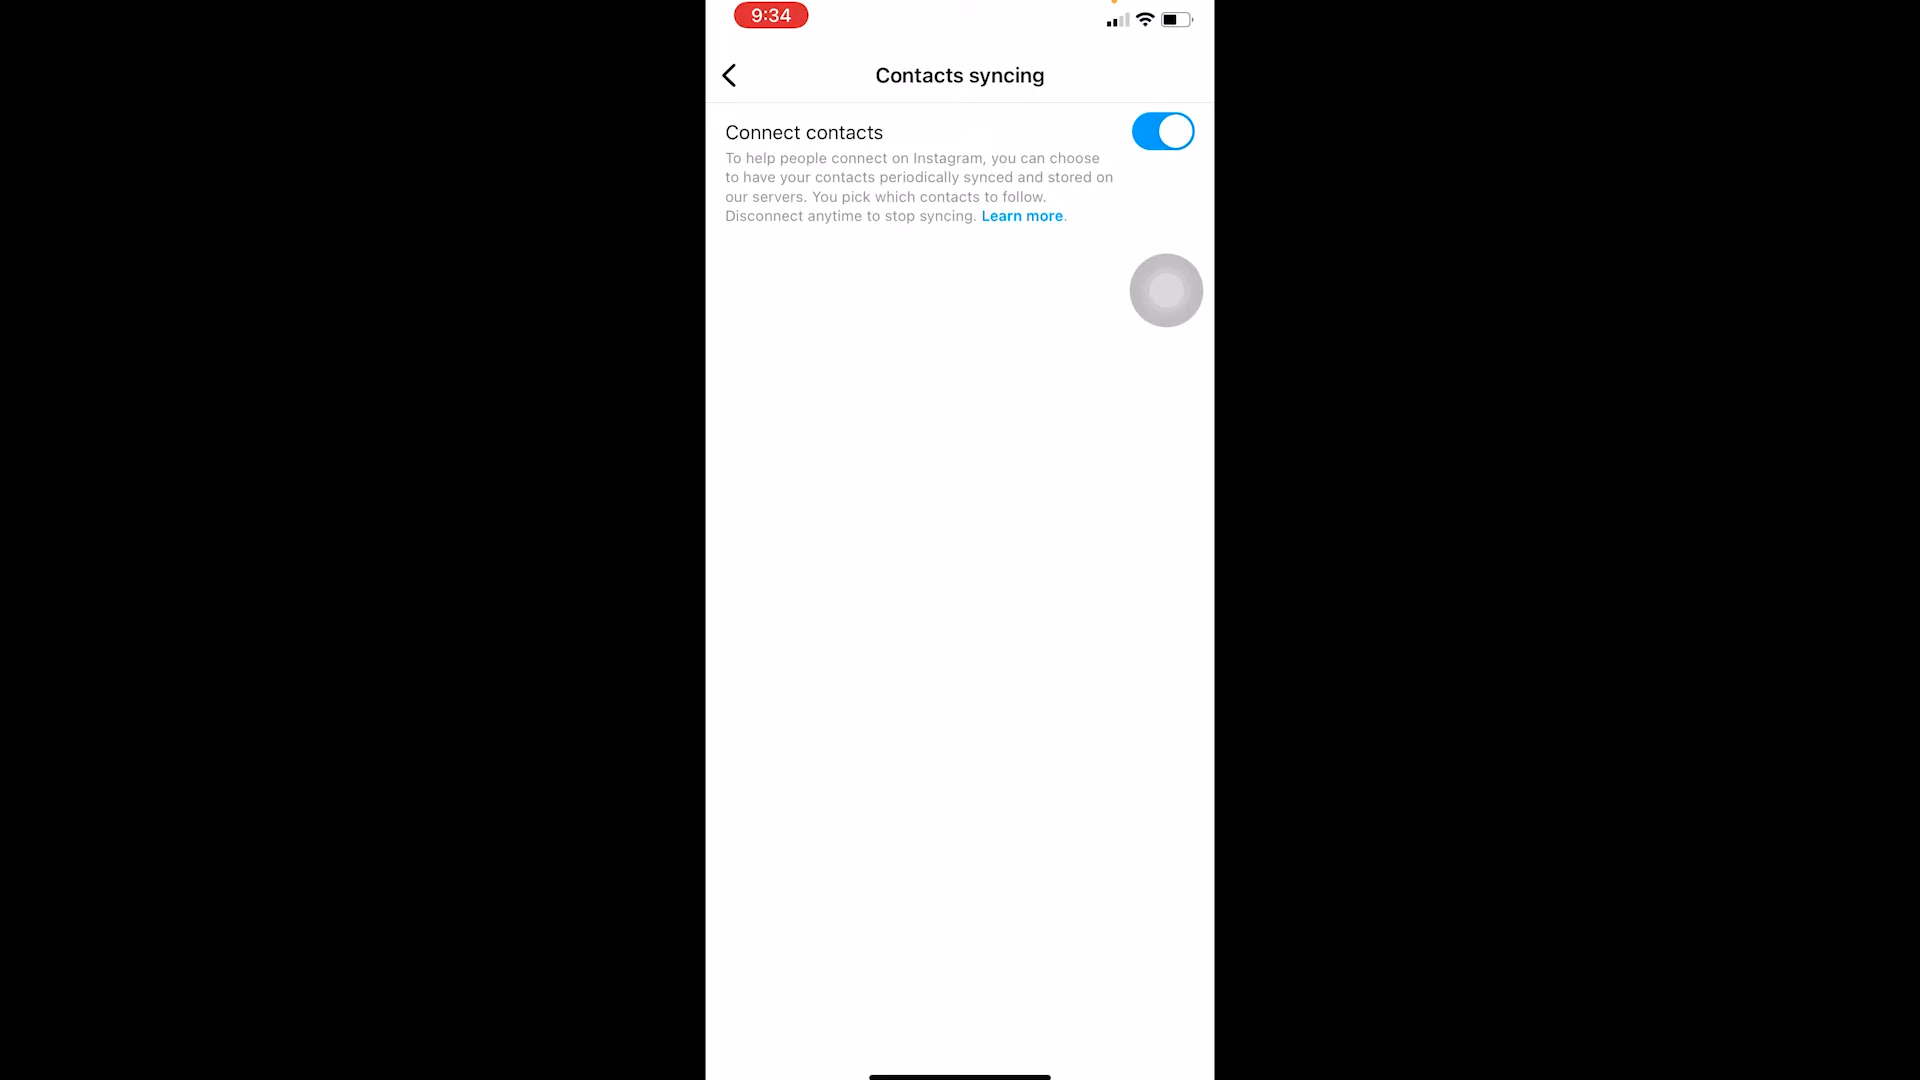 9:34
Contacts syncing
Connect contacts
To help people connect on Instagram, you can choose
to have your contacts periodically synced and stored on
our servers. You pick which contacts to follow.
Disconnect anytime to stop syncing. Learn more.